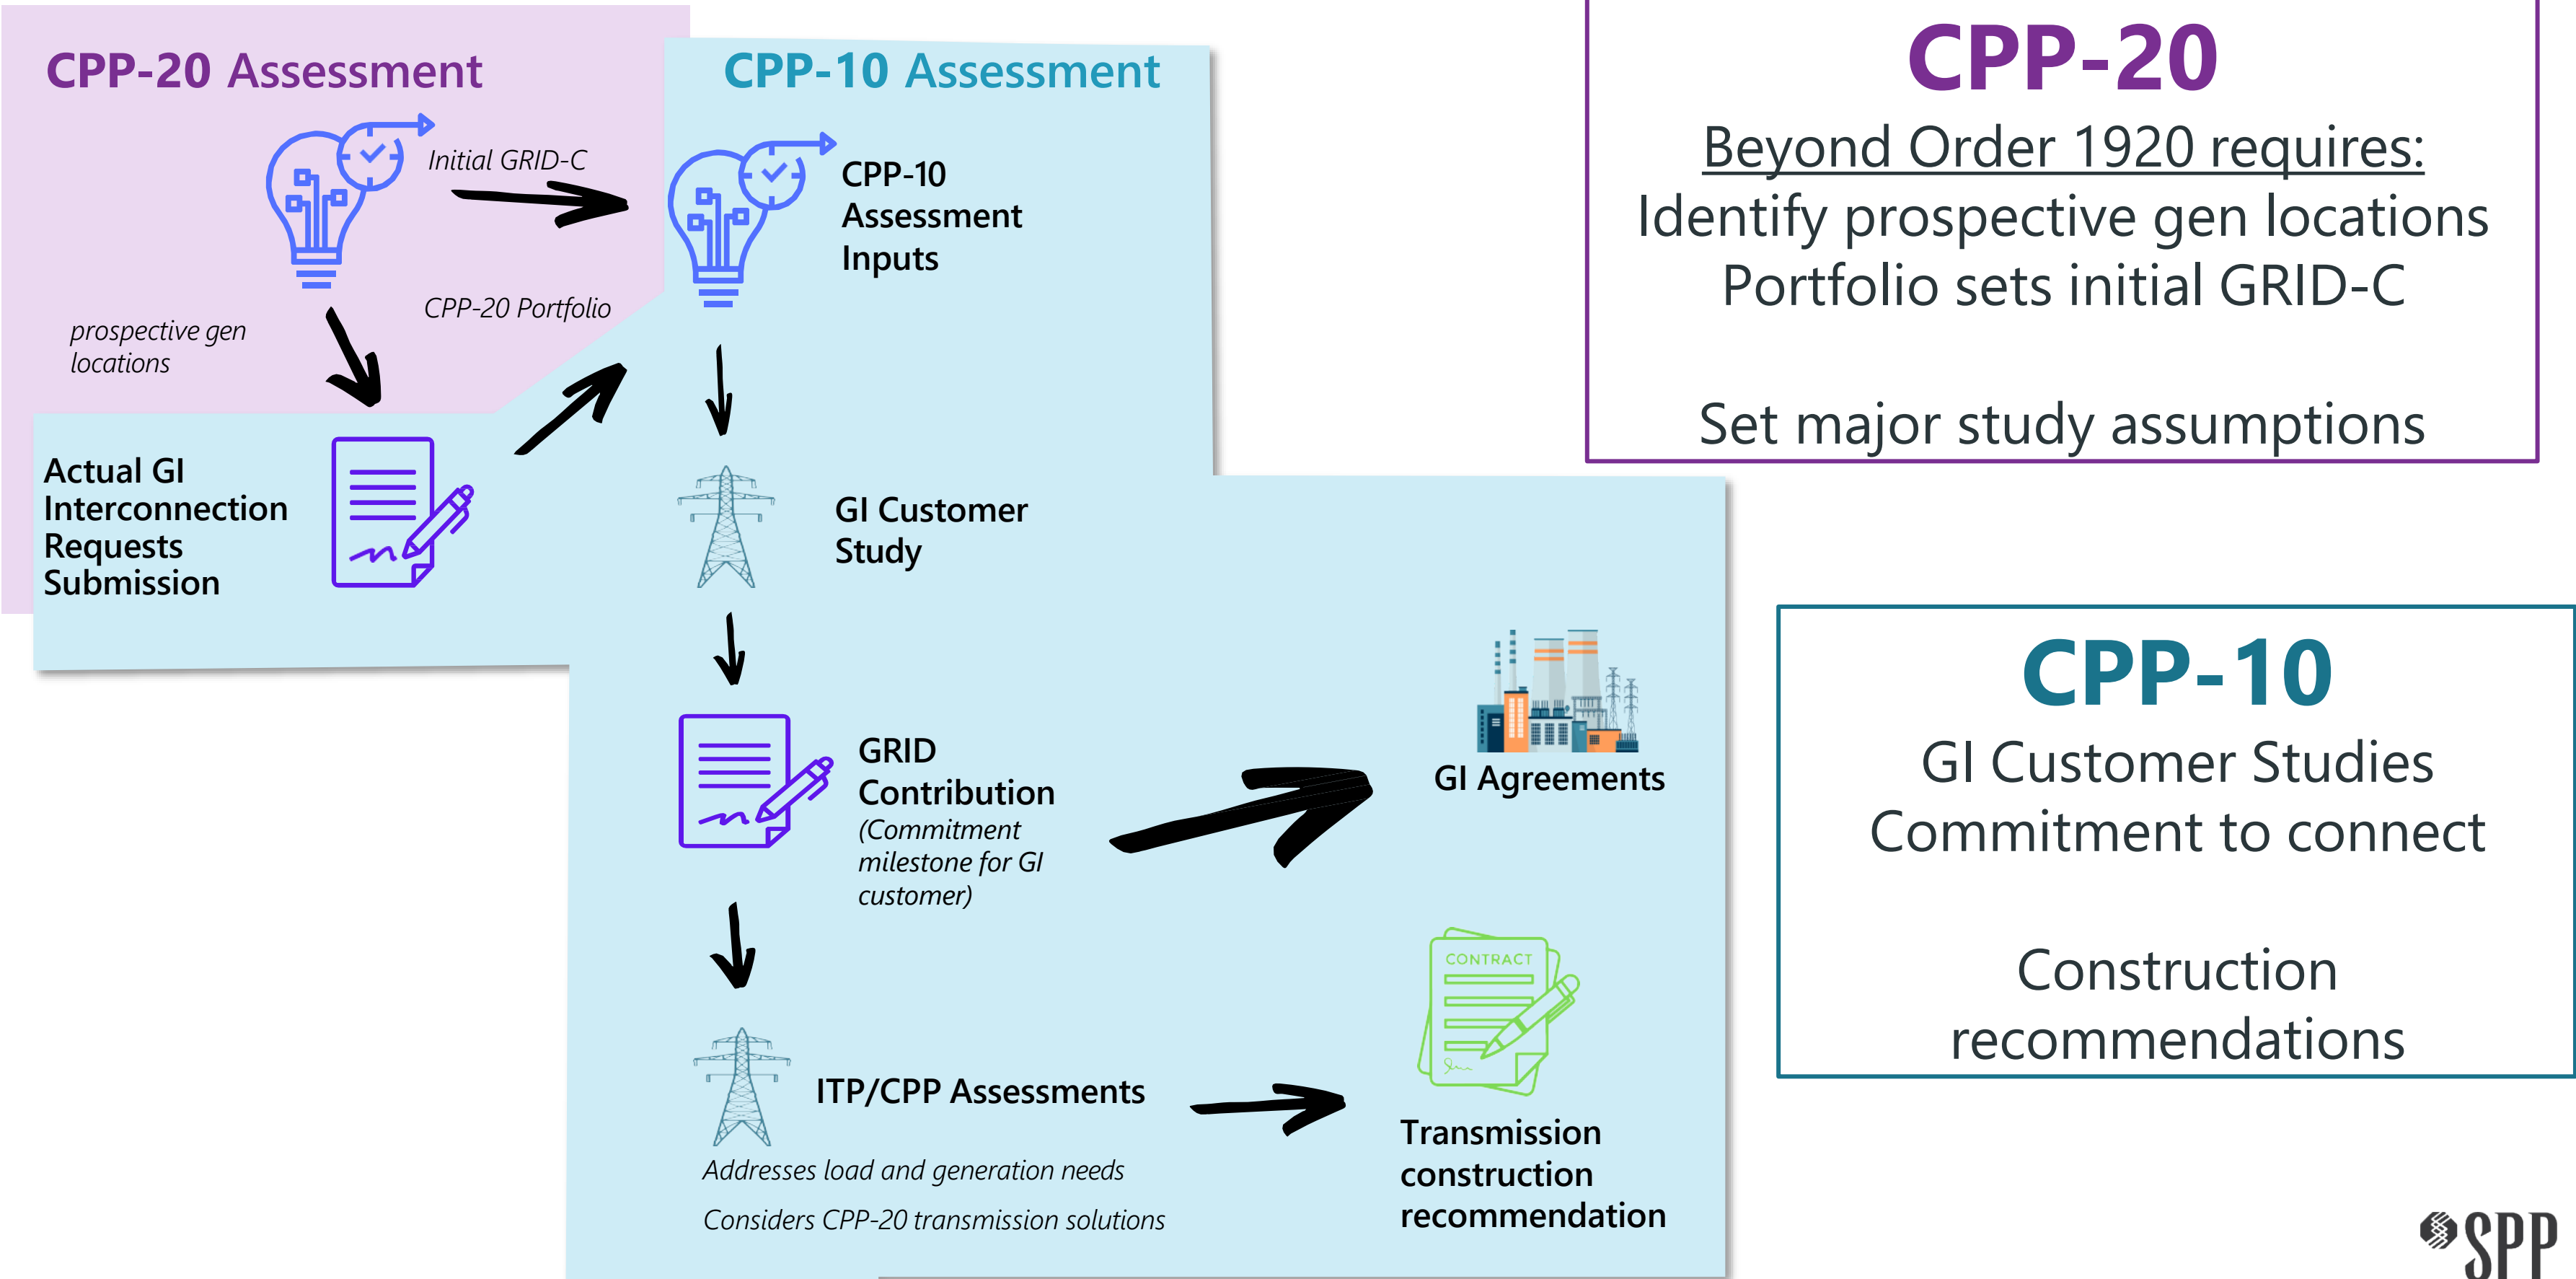 CPP-20 Assessment
Initial GRID-C
CPP-20 Portfolio
prospective gen
locations
Actual GI
Interconnection
Requests
Submission
CPP-10 Assessment
CPP-10
Assessment
Inputs
GI Customer
Study
GRID
Contribution
(Commitment
milestone for GI
customer)
GI Agreements
ITP/CPP Assessments
Addresses load and generation needs
Considers CPP-20 transmission solutions
CONTRACT
Transmission
construction
recommendation
CPP-20
Beyond Order 1920 requires:
Identify prospective gen locations
Portfolio sets initial GRID-C
Set major study assumptions
CPP-10
GI Customer Studies
Commitment to connect
Construction
recommendations
SPP